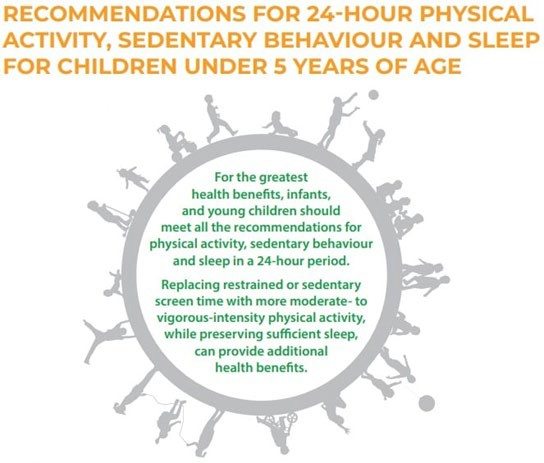 RECOMMENDATIONS FOR 24-HOUR PHYSICAL
ACTIVITY, SEDENTARY BEHAVIOUR AND SLEEP
FOR CHILDREN UNDER 5 YEARS OF AGE
For the greatest
health benefits, infants,
and young children should
meet all the recommendations for
physical activity, sedentary behaviour
and sleep in a 24-hour period.
Replacing restrained or sedentary
screen time with more moderate- to
vigorous-intensity physical activity,
while preserving sufficient sleep,
can provide additional
health benefits.